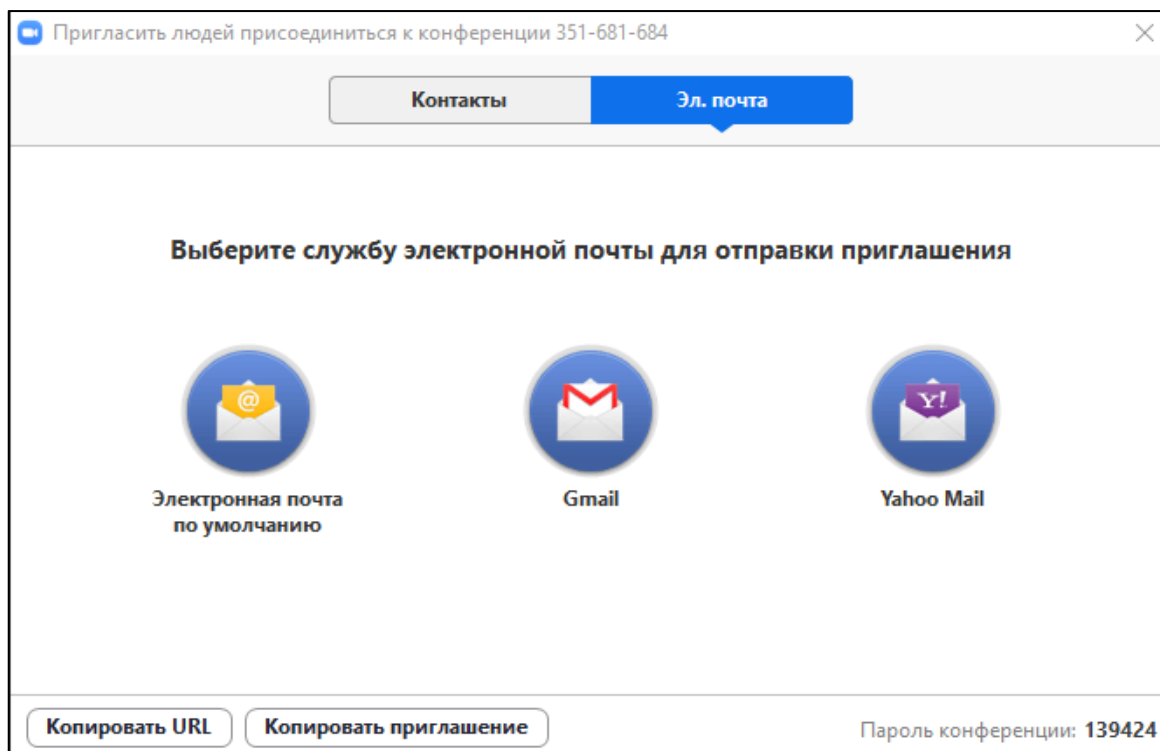 Пригласить людей присоединиться к конференции 351-681-684
Контакты
Эл. почта
Выберите службу электронной почты для отправки приглашения
@
Y!
Электронная почта
по умолчанию
Gmail
Yahoo Mail
Копировать URL
Копировать приглашение
Пароль конференции: 139424